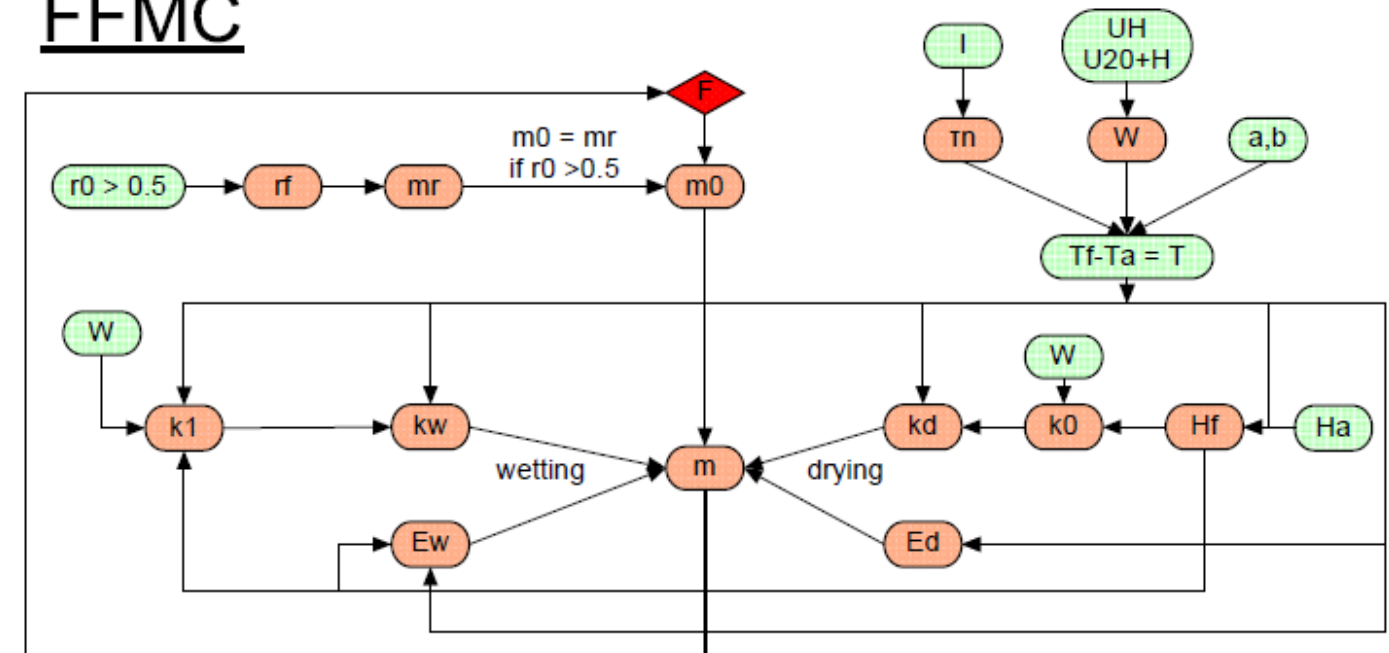 FFMC
I
UH
U20+H
F
τn
W
a,b
m0 = mr
if r0 >0.5
r0 > 0.5
rf
mr
m0
Tf-Ta = T
W
W
k1
kw
kd
k0
Hf
Ha
wetting
m
drying
Ew
Ed